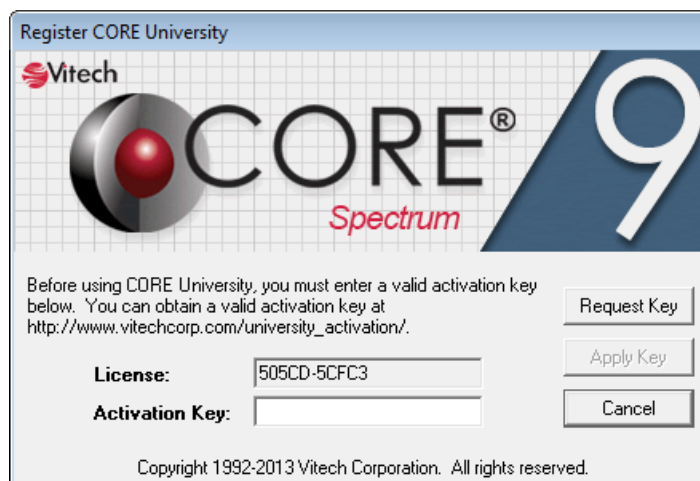 Register CORE University
Vitech
CORE®
9
Spectrum
Before using CORE University, you must enter a valid activation key
below. You can obtain a valid activation key at
http://www.vitechcorp.com/university_activation/.
Request Key
Apply Key
License: 505CD-5CFC3
Activation Key:
Cancel
Copyright 1992-2013 Vitech Corporation. All rights reserved.